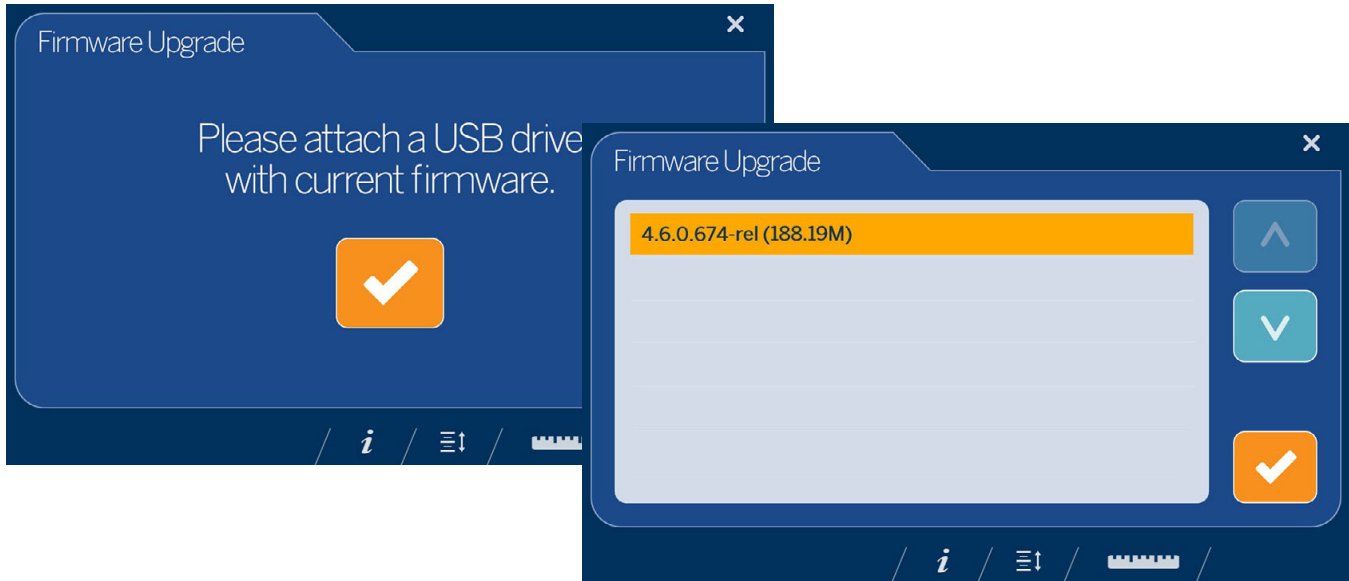 Firmware Upgrade
Please attach a USB drive
with current firmware.
i
Firmware Upgrade
4.6.0.674-rel (188.19M)
i